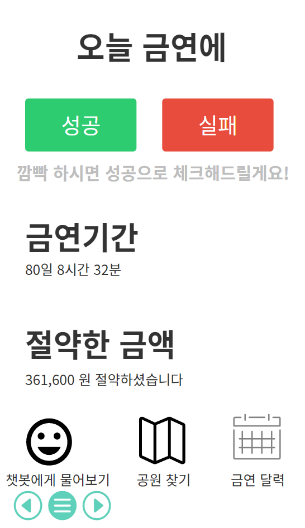 오늘 금연에
성공 실패
깜빡 하시면 성공으로 체크해드릴게요!
금연기간
80일 8시간 32분
절약한 금액
361,600 원 절약하셨습니다
챗봇에게 물어보기 공원 찾기 금연 달력